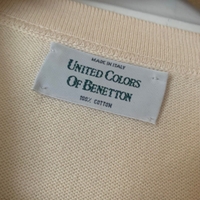 MADE IN ITALY
UNITED COLORS
OF BENETTON
100% COTTON